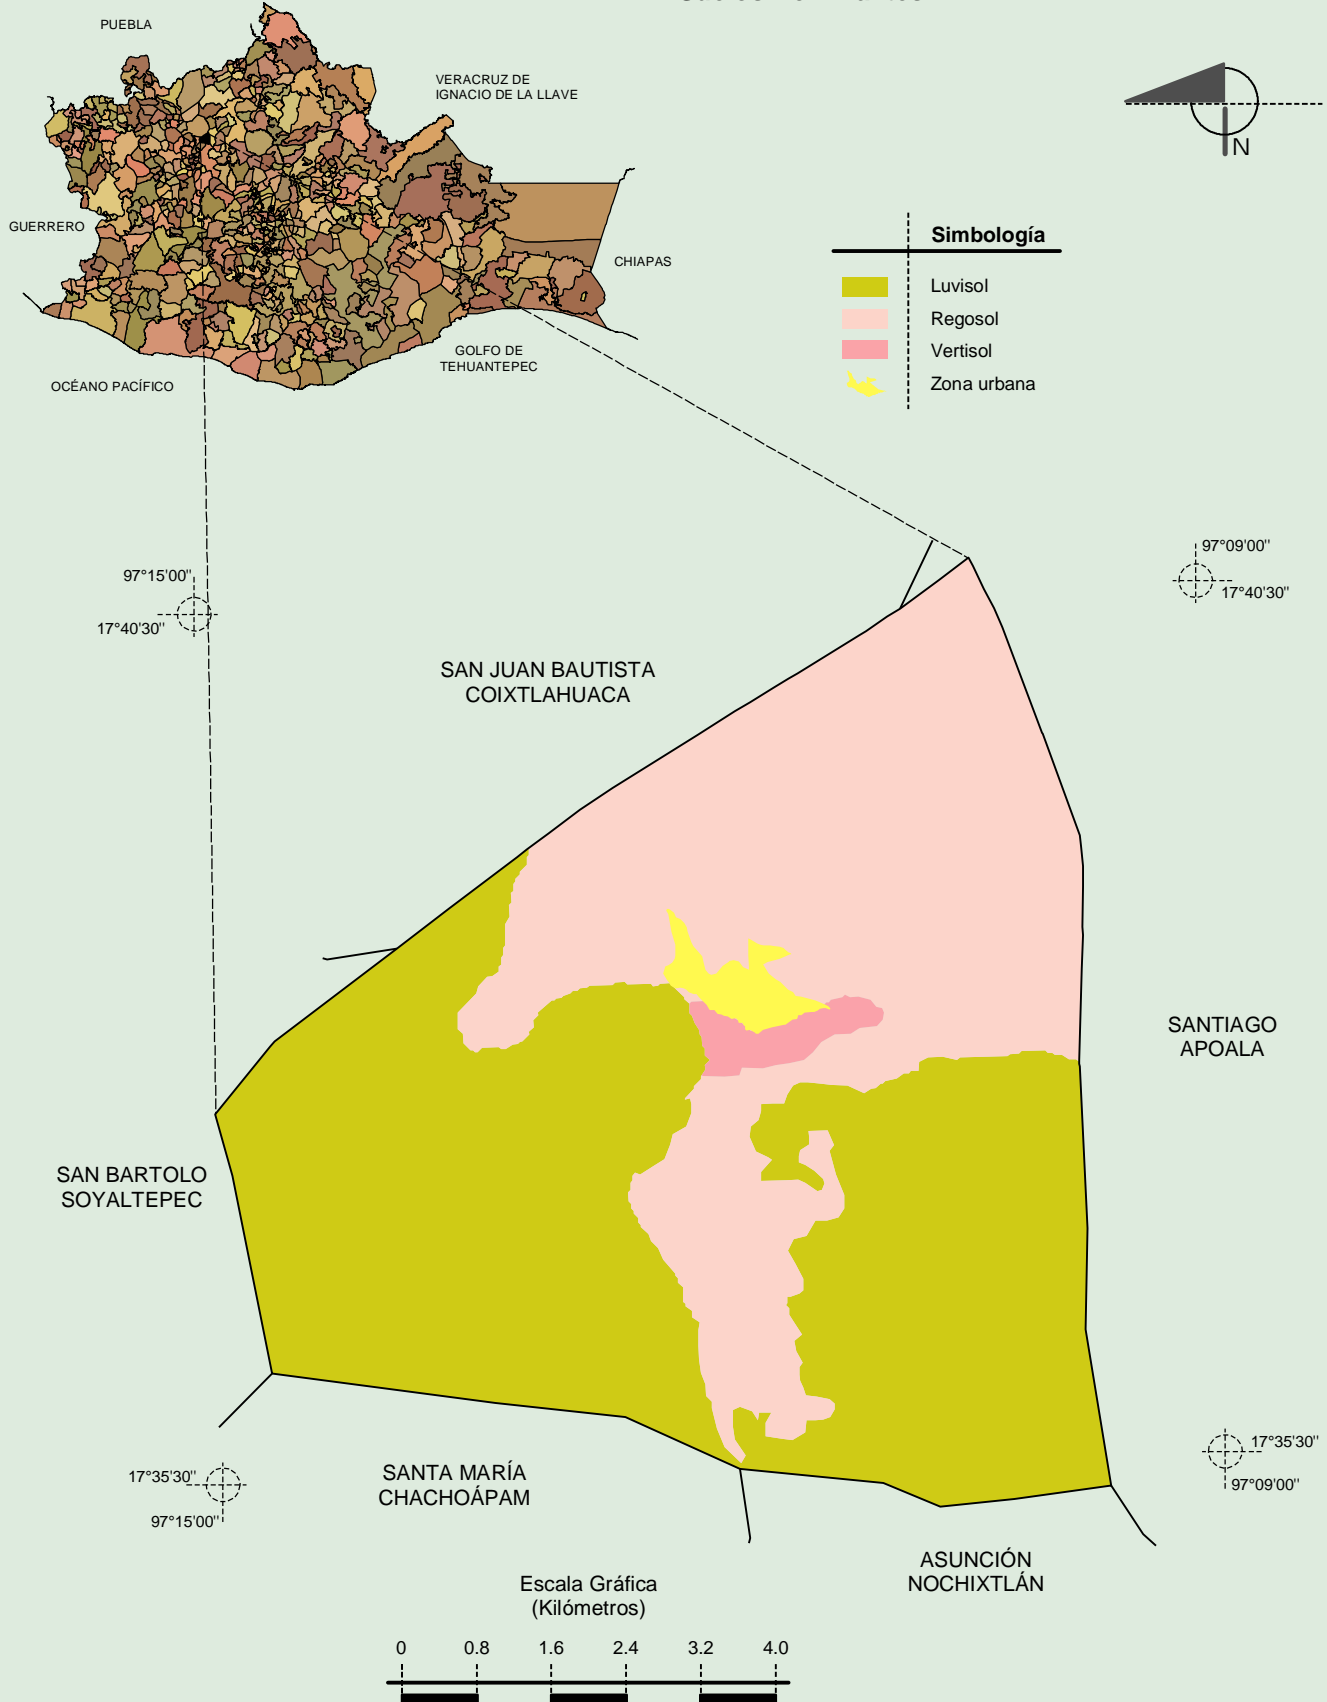 PUEBLA
VERACRUZ DE
IGNACIO DE LA LLAVE
N
GUERRERO
CHIAPAS
GOLFO DE
TEHUANTEPEC
OCÉANO PACÍFICO
Simbología
Luvisol
Regosol
Vertisol
Zona urbana
97°15'00"
17°40'30"
97°09'00"
17°40'30"
SAN JUAN BAUTISTA
COIXTLAHUACA
SANTIAGO
APOALA
SAN BARTOLO
SOYALTEPEC
17°35'30"
97°15'00"
SANTA MARÍA
CHACHOÁPAM
17°35'30"
97°09'00"
ASUNCIÓN
NOCHIXTLÁN
Escala Gráfica
(Kilómetros)
0 0.8 1.6 2.4 3.2 4.0